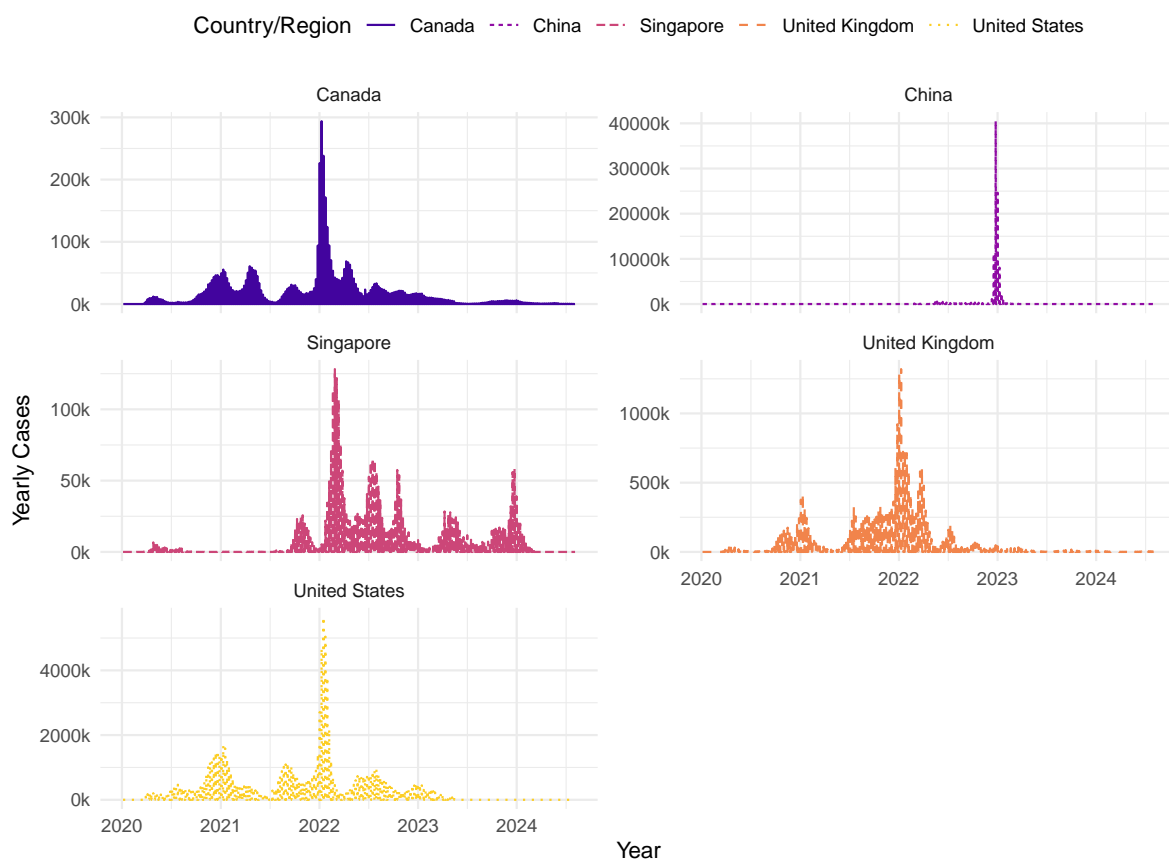 Country/Region Canada China Singapore United Kingdom United States
Canada
300k
200k
100k
0k
China
40000k
30000k
20000k
10000k
0k
Singapore
100k
50k
0k
United Kingdom
1000k
500k
0k
2020 2021 2022 2023 2024
United States
4000k
2000k
0k
2020 2021 2022 2023 2024
Yearly Cases
Year